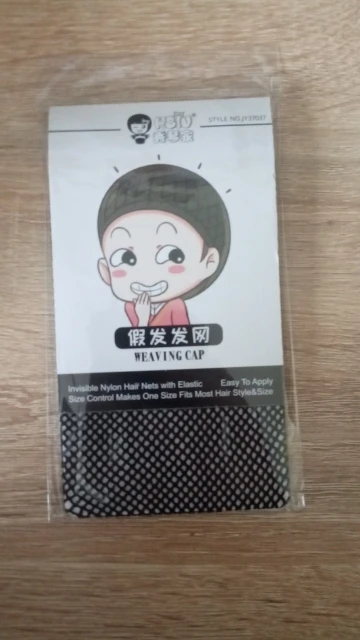 假发发网
WEAVING CAP
Invisible Nylon Hair Nets with Elastic Easy To Apply
Size Control Makes One Size Fits Most Hair Style&Size
STYLE NO.